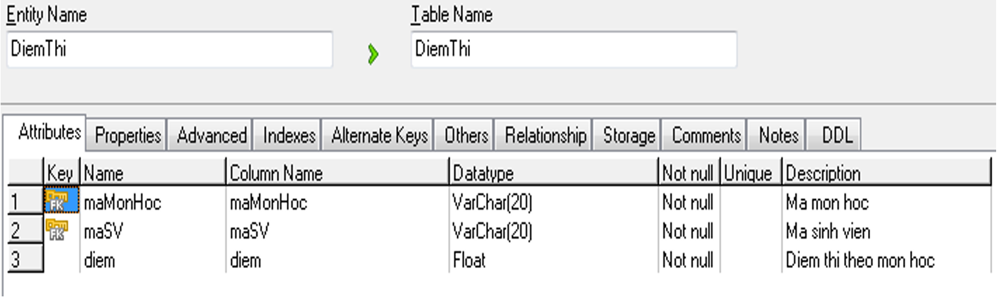 Entity Name Table Name
DiemThi DiemThi
Attributes Properties Advanced Indexes Alternate Keys Others Relationship Storage Comments Notes DDL
Key Name Column Name Datatype Not null Unique Description
1 FK maMonHoc maMonHoc VarChar(20) Not null Ma mon hoc
2 FK maSV maSV VarChar(20) Not null Ma sinh vien
3 diem diem Float Not null Diem thi theo mon hoc